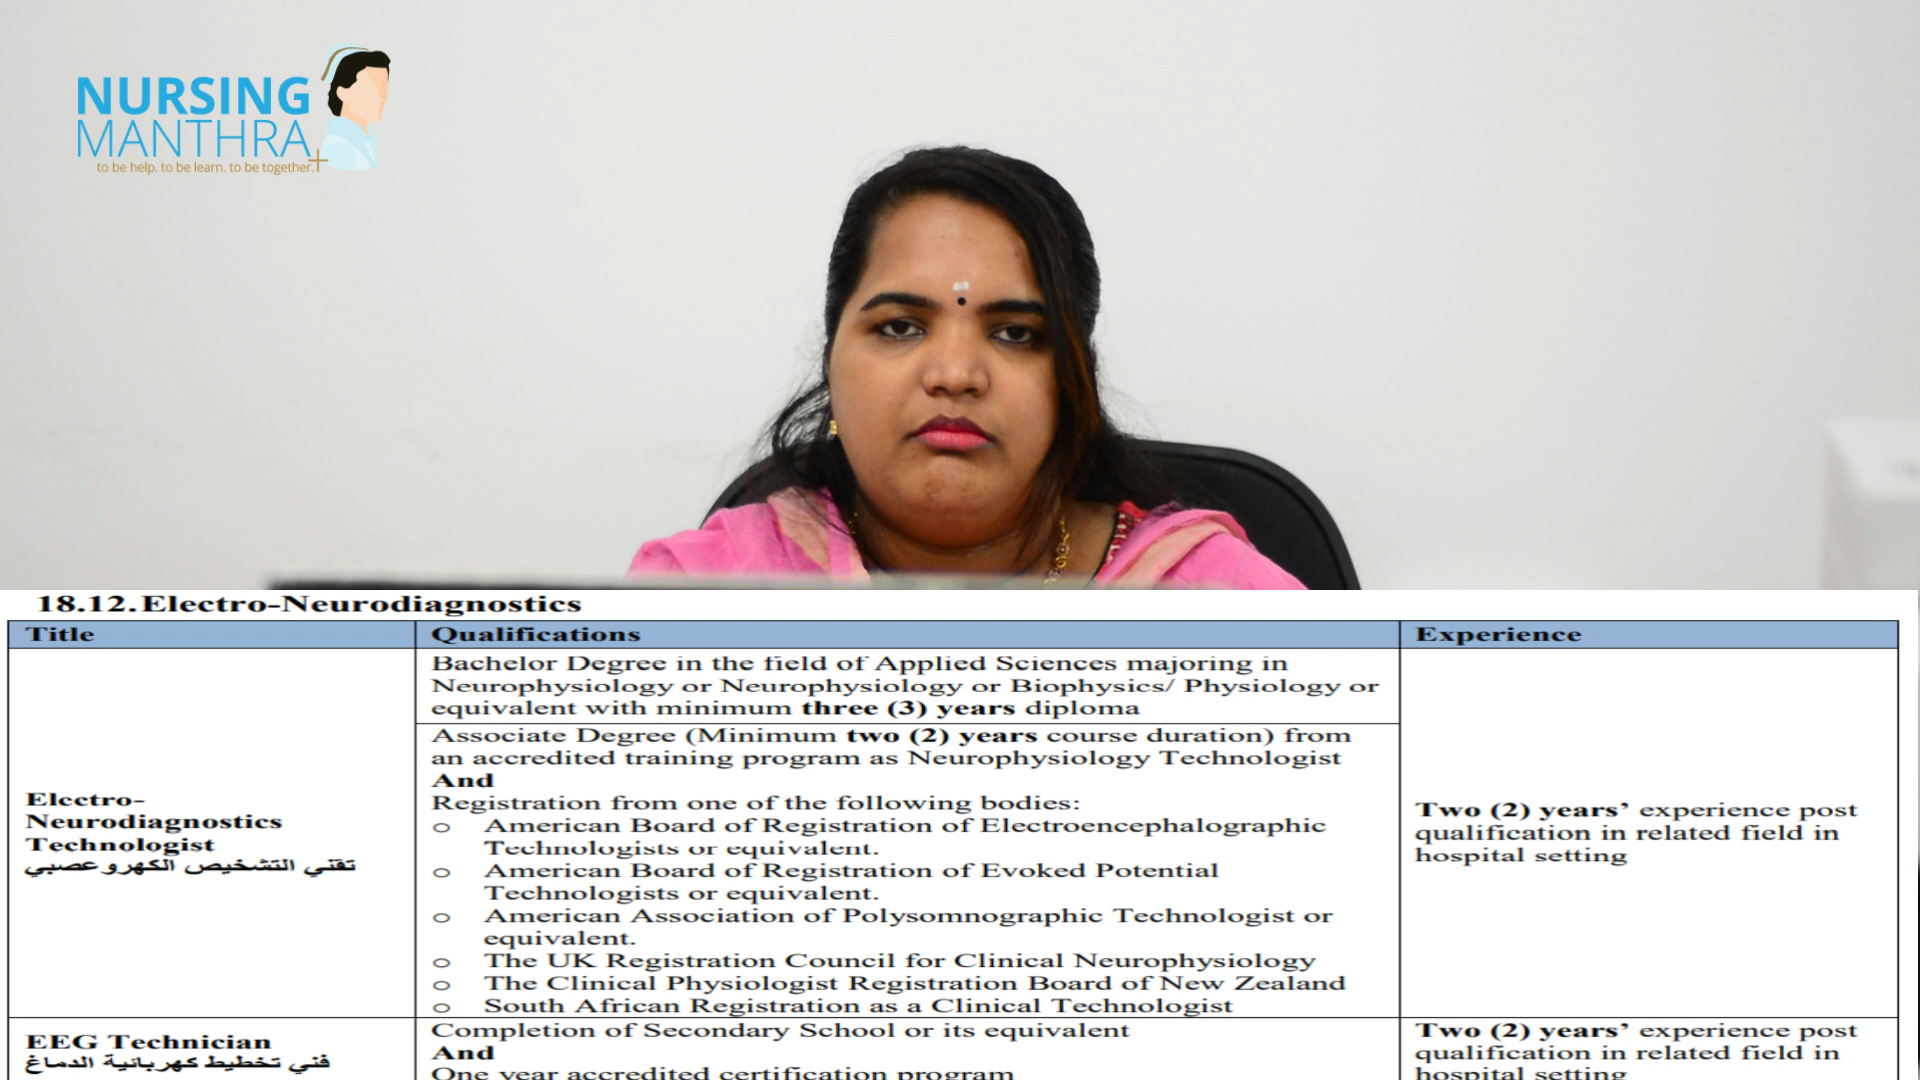 NURSING
MANTHRA
to be help. to be learn. to be together.
18.12. Electro-Neurodiagnostics
Title
Qualifications
Experience
Bachelor Degree in the field of Applied Sciences majoring in
Neurophysiology or Neurophysiology or Biophysics/ Physiology or
equivalent with minimum three (3) years diploma
Associate Degree (Minimum two (2) years course duration) from
an accredited training program as Neurophysiology Technologist
And
Registration from one of the following bodies:
o American Board of Registration of Electroencephalographic
Technologists or equivalent.
o American Board of Registration of Evoked Potential
Technologists or equivalent.
o American Association of Polysomnographic Technologist or
equivalent.
o The UK Registration Council for Clinical Neurophysiology
o The Clinical Physiologist Registration Board of New Zealand
o South African Registration as a Clinical Technologist
Electro-
Neurodiagnostics
Technologist
تقني التشخيص الكهروعصبي
Two (2) years’ experience post
qualification in related field in
hospital setting
EEG Technician
فني تخطيط كهربائية الدماغ
Completion of Secondary School or its equivalent
And
One year accredited certification program
Two (2) years’ experience post
qualification in related field in
hospital setting